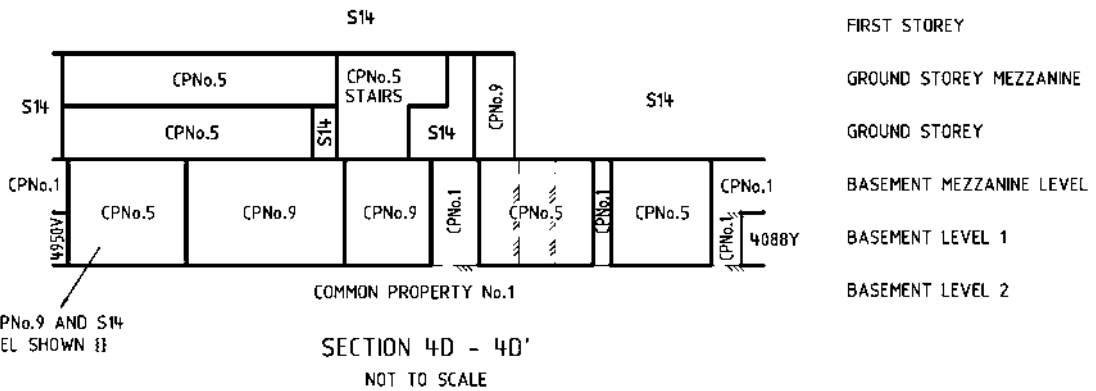 S14
FIRST STOREY
CPNo.5
CPNo.5
STAIRS
CPNo.9
S14
S14
GROUND STOREY MEZZANINE
CPNo.5
S14
S14
GROUND STOREY
CPNo.1
CPNo.1
BASEMENT MEZZANINE LEVEL
CPNo.5
CPNo.9
CPNo.9
CPNo.1
CPNo.5
CPNo.1
CPNo.5
4950V
CPNo.1
4088Y
BASEMENT LEVEL 1
COMMON PROPERTY No.1
BASEMENT LEVEL 2
PNo.9 AND S14
EL SHOWN {}
SECTION 4D - 4D'
NOT TO SCALE